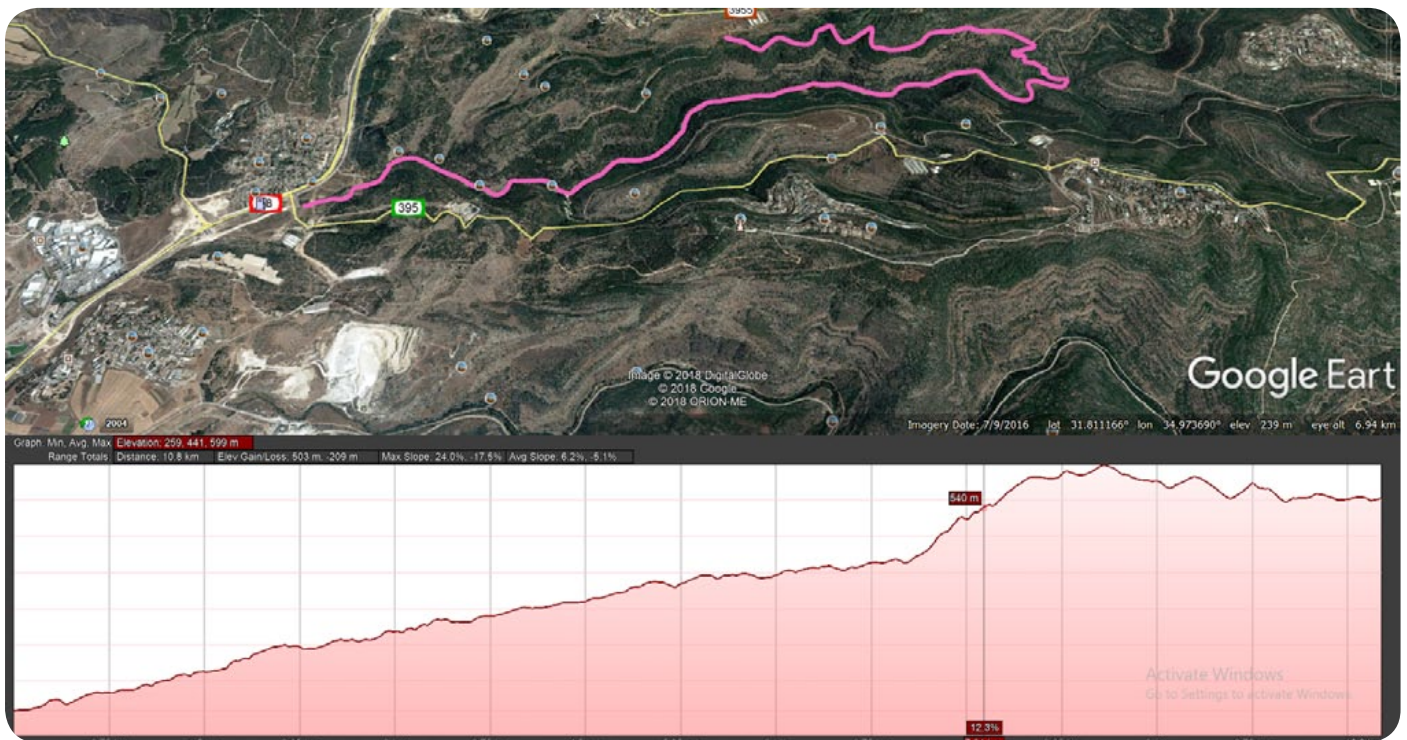 3955
395
Image © 2018 DigitalGlobe
© 2018 Google
© 2018 ORION-ME
Google Eart
2004
Imagery Date: 7/9/2016 lat 31.811166° lon 34.973690° elev 239 m eye alt 6.94 km
Graph: Min, Avg, Max Elevation: 259, 441, 599 m
Range Totals: Distance: 10.8 km Elev Gain/Loss: 503 m, -209 m Max Slope: 24.0%, -17.5% Avg Slope: 6.2%, -5.1%
540 m
Activate Windows
Go to Settings to activate Windows.
12.3%